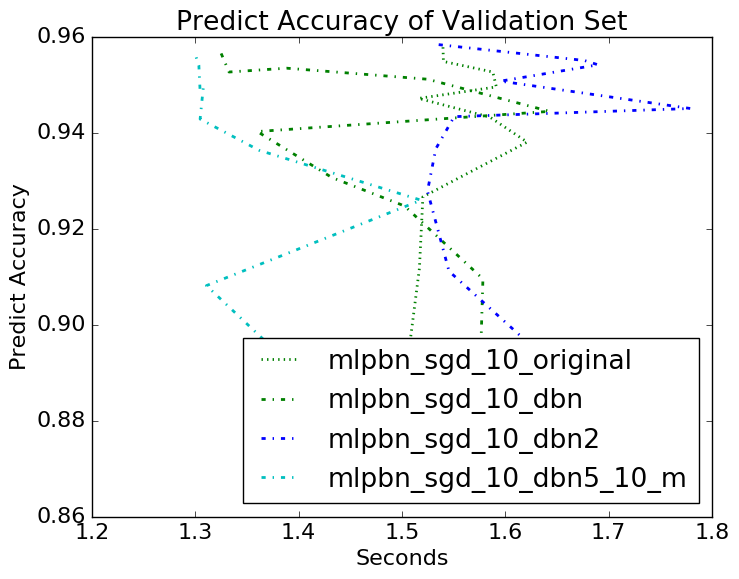 Predict Accuracy of Validation Set
0.96
0.94
0.92
0.90
0.88
0.86
Predict Accuracy
mlpbn_sgd_10_original
mlpbn_sgd_10_dbn
mlpbn_sgd_10_dbn2
mlpbn_sgd_10_dbn5_10_m
1.2 1.3 1.4 1.5 1.6 1.7 1.8
Seconds